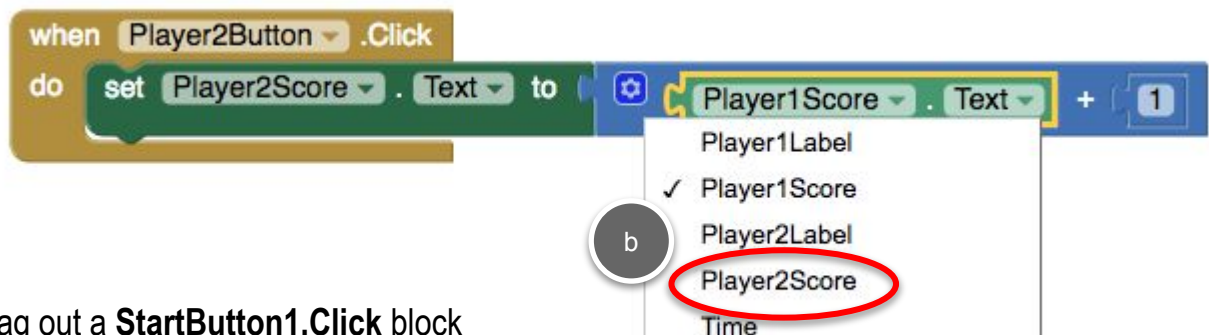 when Player2Button .Click
do set Player2Score . Text to Player1Score . Text + 1
Player1Label
✓ Player1Score
Player2Label
b
Player2Score
Time
ag out a StartButton1.Click block